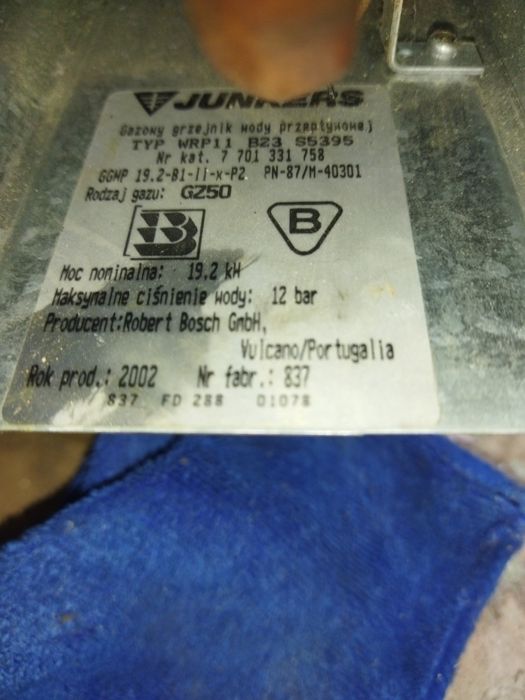 JUNKERS
Gazowy grzejnik wody przepływowej
TYP WRP11 B23 S5395
Nr kat. 7 701 331 758
GGWP 19.2-B1-II-x-P2 PN-87/M-40301
Rodzaj gazu: GZ50
B
B
Moc nominalna: 19.2 kW
Maksymalne ciśnienie wody: 12 bar
Producent:Robert Bosch GmbH,
Vulcano/Portugalia
Rok prod.: 2002 Nr fabr.: 837
837 FD 288 01078